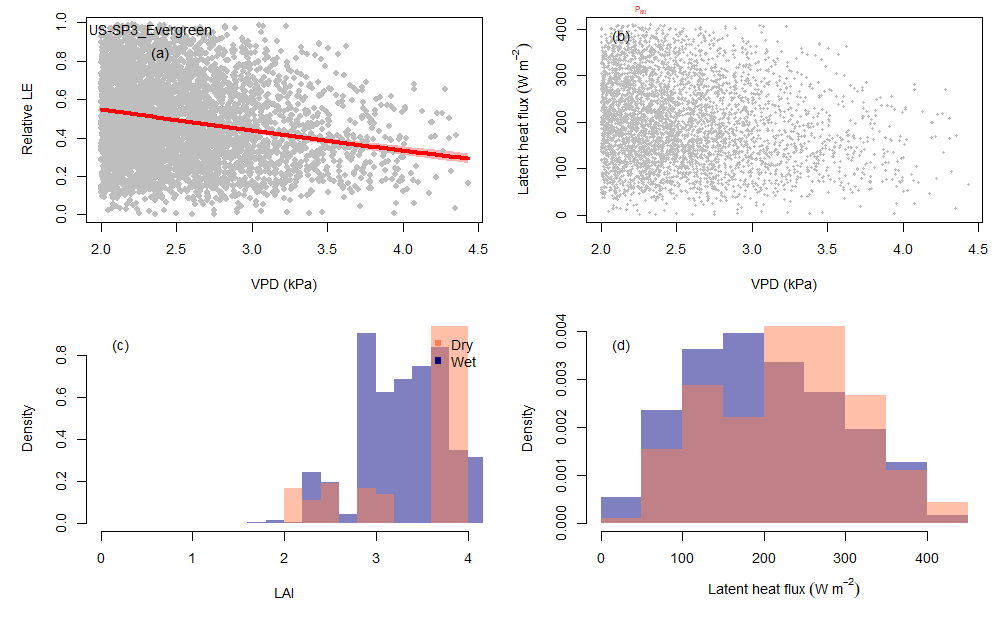 US-SP3_Evergreen
(a)
Relative LE
0.0 0.2 0.4 0.6 0.8 1.0
2.0 2.5 3.0 3.5 4.0 4.5
VPD (kPa)
P80
(b)
Latent heat flux (W m−2)
0 100 200 300 400
2.0 2.5 3.0 3.5 4.0 4.5
VPD (kPa)
(c)
Dry
Wet
Density
0.0 0.2 0.4 0.6 0.8
0 1 2 3 4
LAI
(d)
Density
0.000 0.001 0.002 0.003 0.004
0 100 200 300 400
Latent heat flux (W m−2)